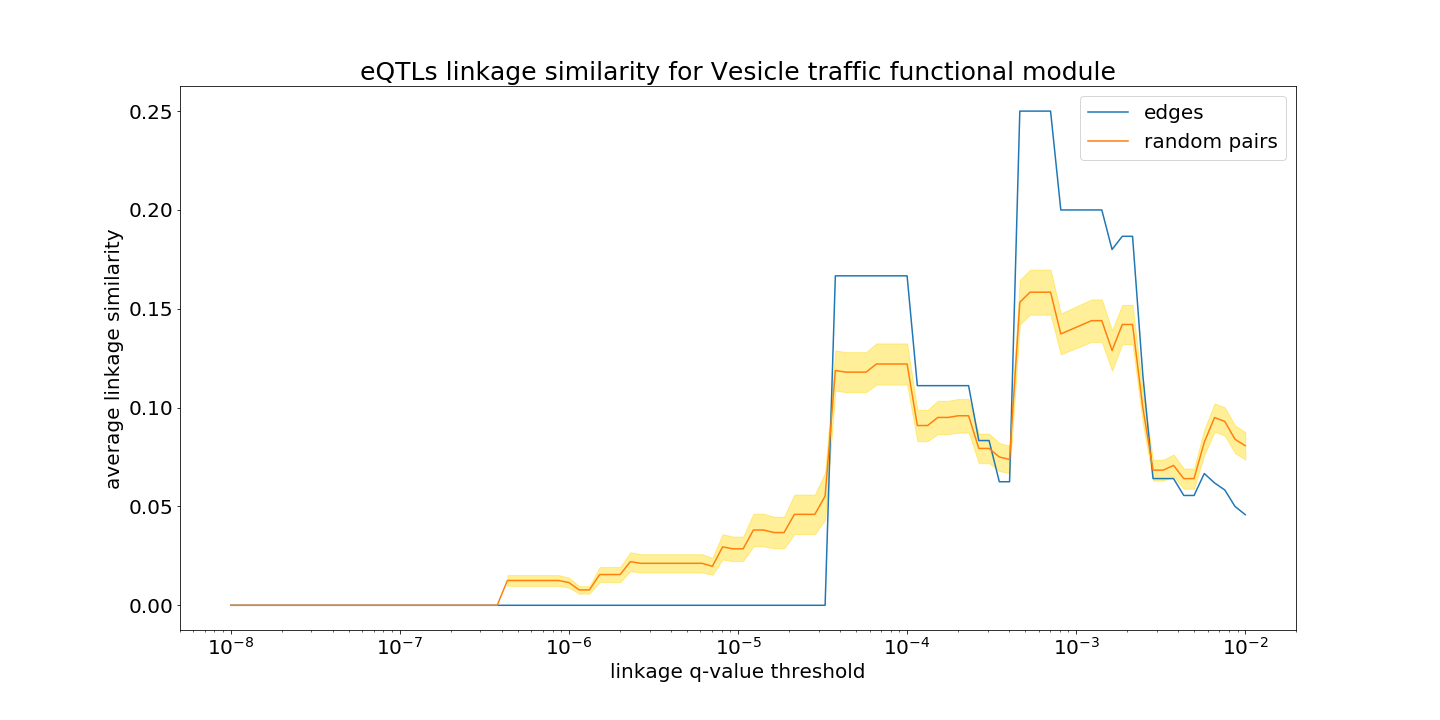 eQTLs linkage similarity for Vesicle traffic functional module
edges
random pairs
average linkage similarity
0.25
0.20
0.15
0.10
0.05
0.00
10⁻⁸ 10⁻⁷ 10⁻⁶ 10⁻⁵ 10⁻⁴ 10⁻³ 10⁻²
linkage q-value threshold